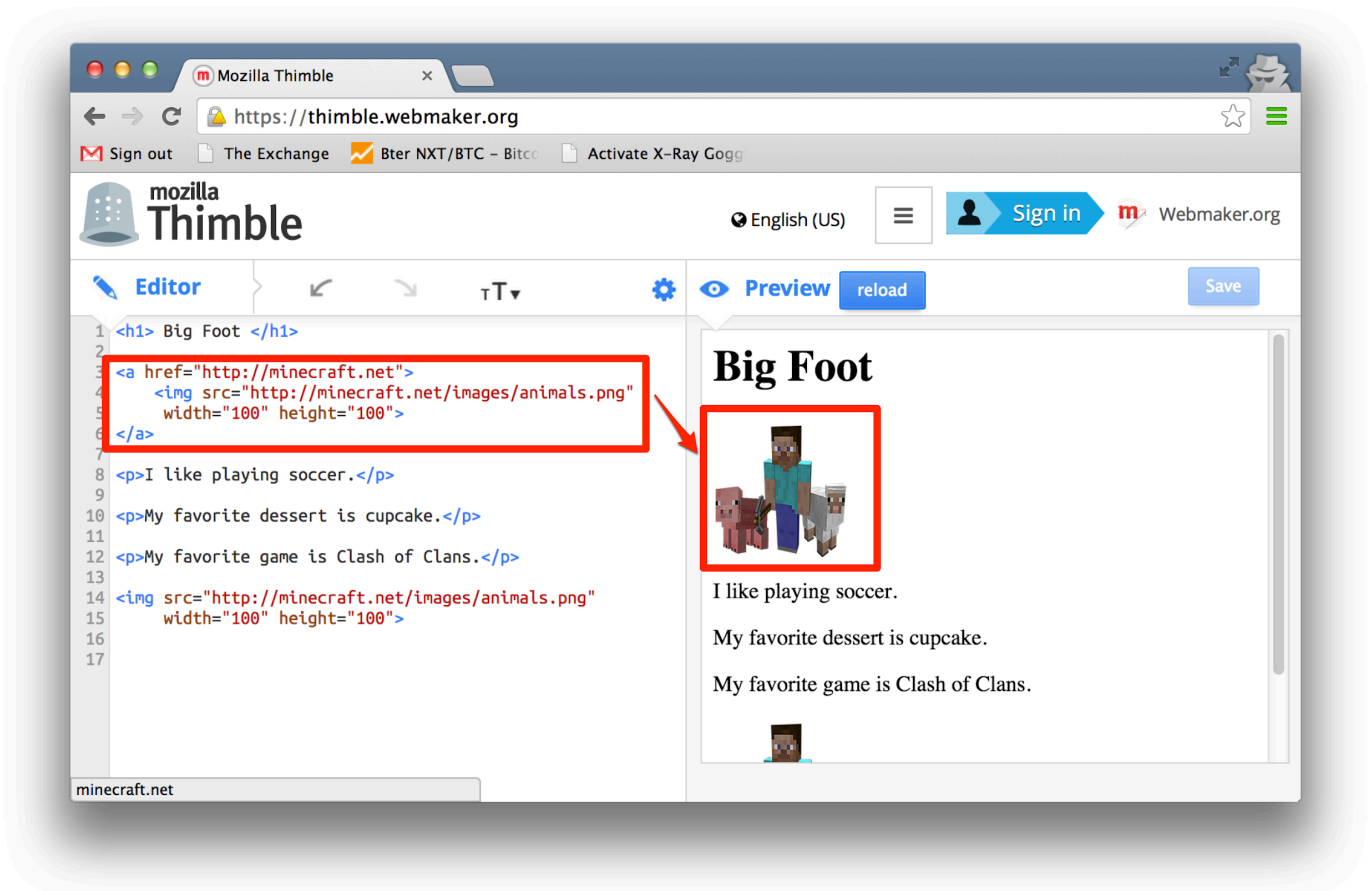 Mozilla Thimble
https://thimble.webmaker.org
Sign out The Exchange Bter NXT/BTC – Bitco Activate X-Ray Gogg
mozilla
Thimble
English (US)
Sign in
m
Webmaker.org
Editor
TT
Preview
reload
Save
1 <h1> Big Foot </h1>
2
3 <a href="http://minecraft.net">
4 <img src="http://minecraft.net/images/animals.png"
5 width="100" height="100">
6 </a>
7
8 <p>I like playing soccer.</p>
9
10 <p>My favorite dessert is cupcake.</p>
11
12 <p>My favorite game is Clash of Clans.</p>
13
14 <img src="http://minecraft.net/images/animals.png"
15 width="100" height="100">
16
17
Big Foot
I like playing soccer.
My favorite dessert is cupcake.
My favorite game is Clash of Clans.
minecraft.net